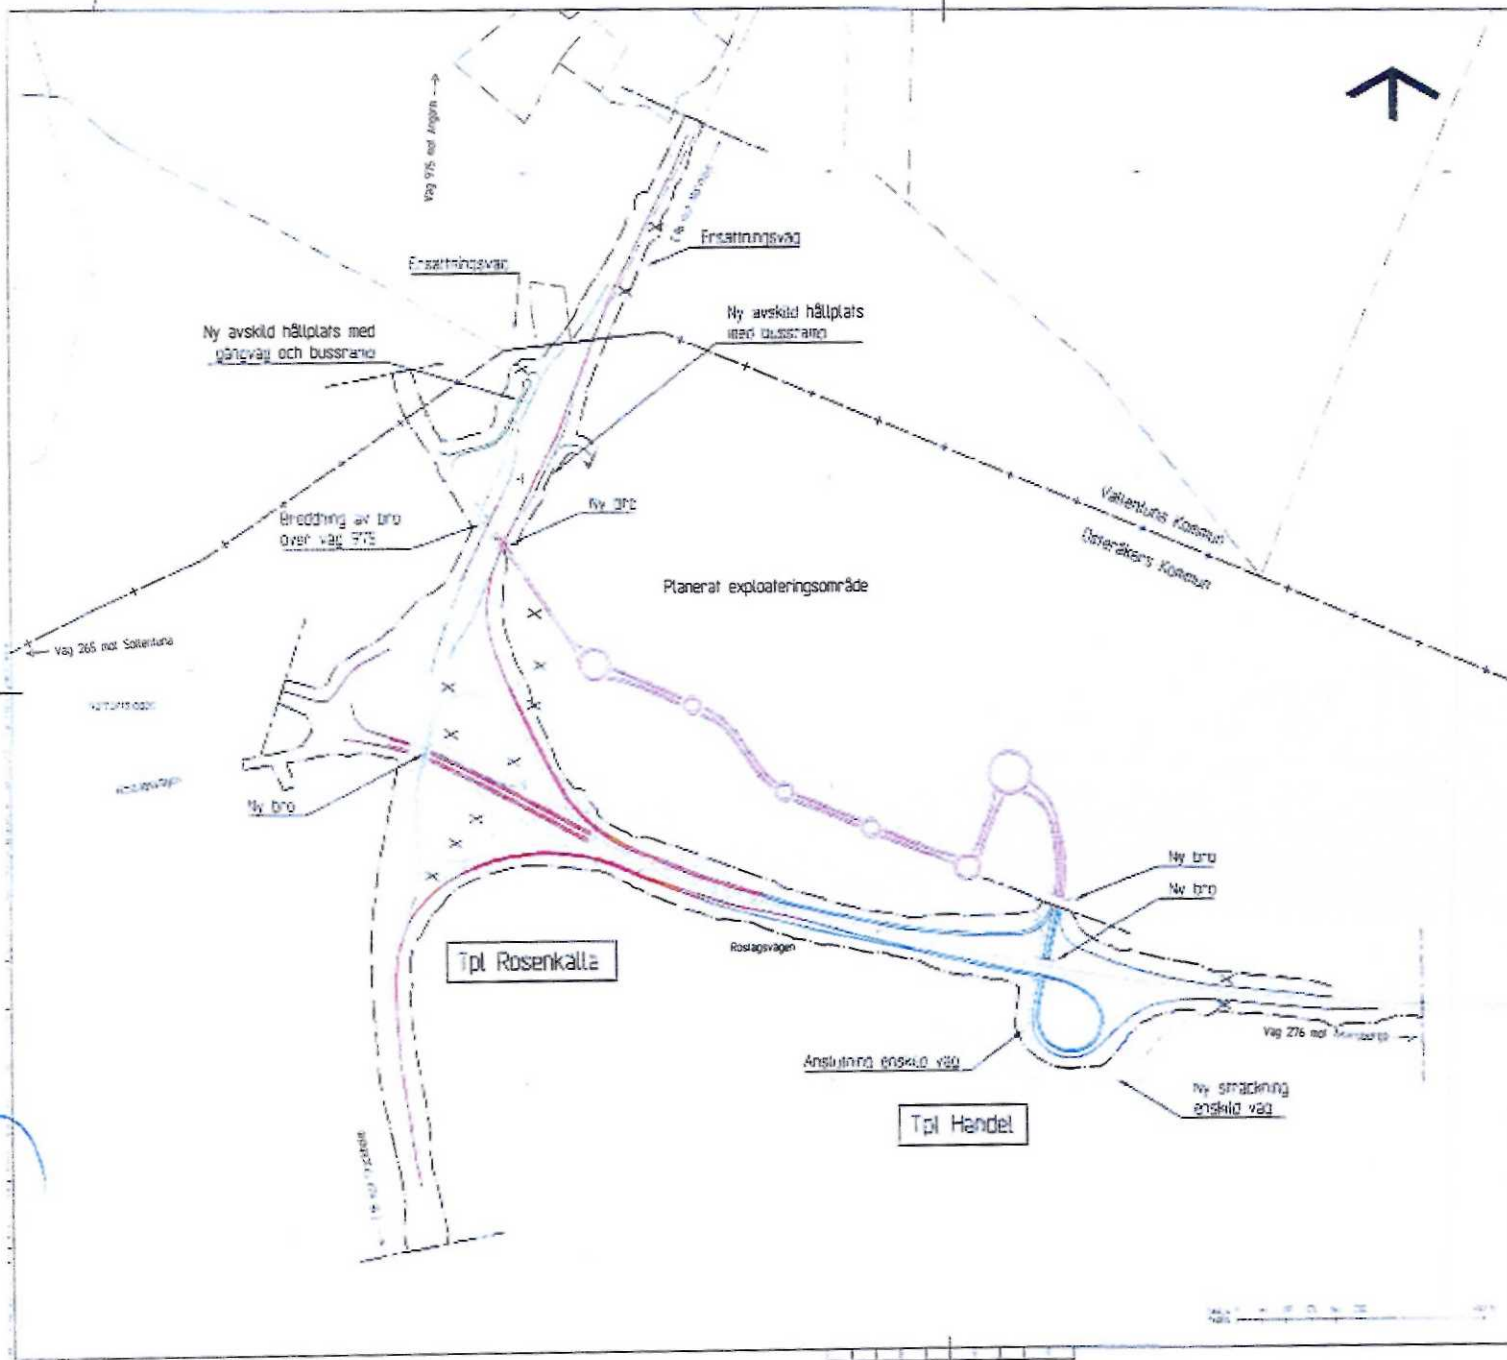 Väg 975 mot Angarn
Ersättningsväg
Ersättningsväg
Ny avskild hållplats med
gångväg och bussramp
Ny avskild hållplats
med bussramp
Breddning av bro
över väg 975
Ny bro
Vallentuna Kommun
Österåkers Kommun
Planerat exploateringsområde
Väg 265 mot Sollentuna
Ny bro
Ny bro
Ny bro
Roslagsvägen
Tpl Rosenkälla
Väg 276 mot
Anslutning enskild väg
Ny sträckning
enskild väg
Tpl Handel